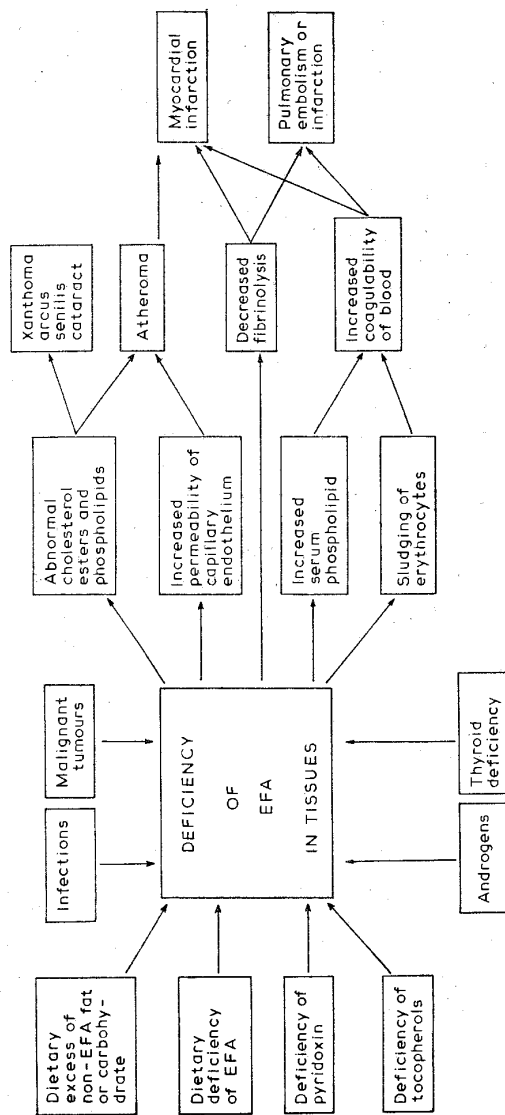 Dietary
excess of
non-EFA fat
or carbohy-
drate
Dietary
deficiency
of EFA
Deficiency of
pyridoxin
Deficiency of
tocopherols
Infections
Malignant
tumours
DEFICIENCY
OF
EFA
IN TISSUES
Androgens
Thyroid
deficiency
Abnormal
cholesterol
esters and
phospholipids
Increased
permeability of
capillary
endothelium
Increased
serum
phospholipid
Sludging of
erythrocytes
Xanthoma
arcus
senilis
cataract
Atheroma
Decreased
fibrinolysis
Increased
coagulability
of blood
Myocardial
infarction
Pulmonary
embolism or
infarction